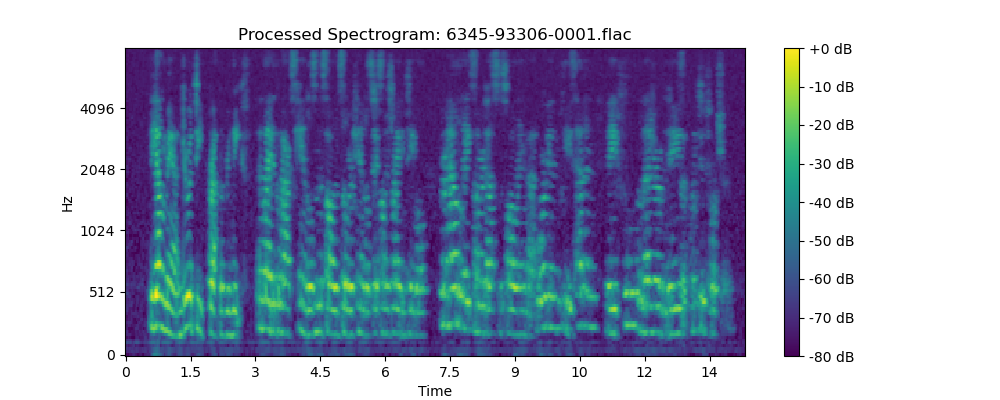 Processed Spectrogram: 6345-93306-0001.flac
Hz
4096
2048
1024
512
0
0 1.5 3 4.5 6 7.5 9 10 12 14
Time
+0 dB
-10 dB
-20 dB
-30 dB
-40 dB
-50 dB
-60 dB
-70 dB
-80 dB